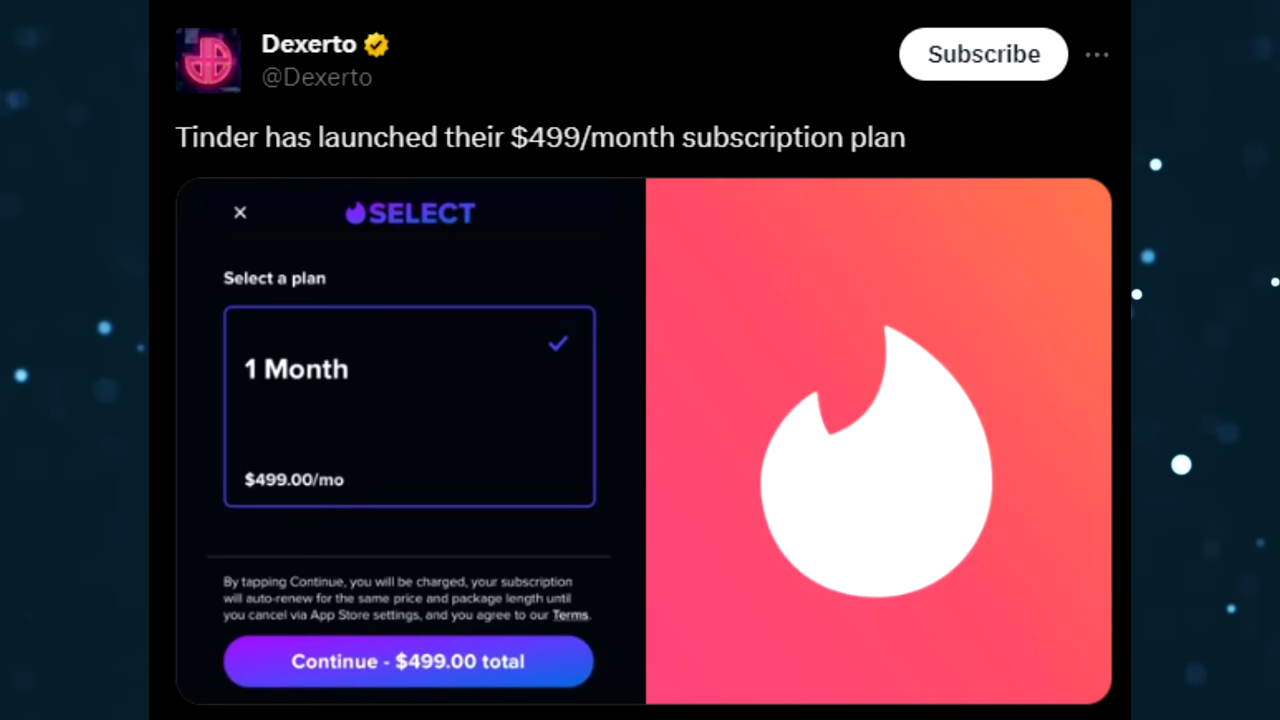 Dexerto
@Dexerto
Subscribe
Tinder has launched their $499/month subscription plan
SELECT
Select a plan
1 Month
$499.00/mo
By tapping Continue, you will be charged, your subscription
will auto-renew for the same price and package length until
you cancel via App Store settings, and you agree to our Terms.
Continue - $499.00 total